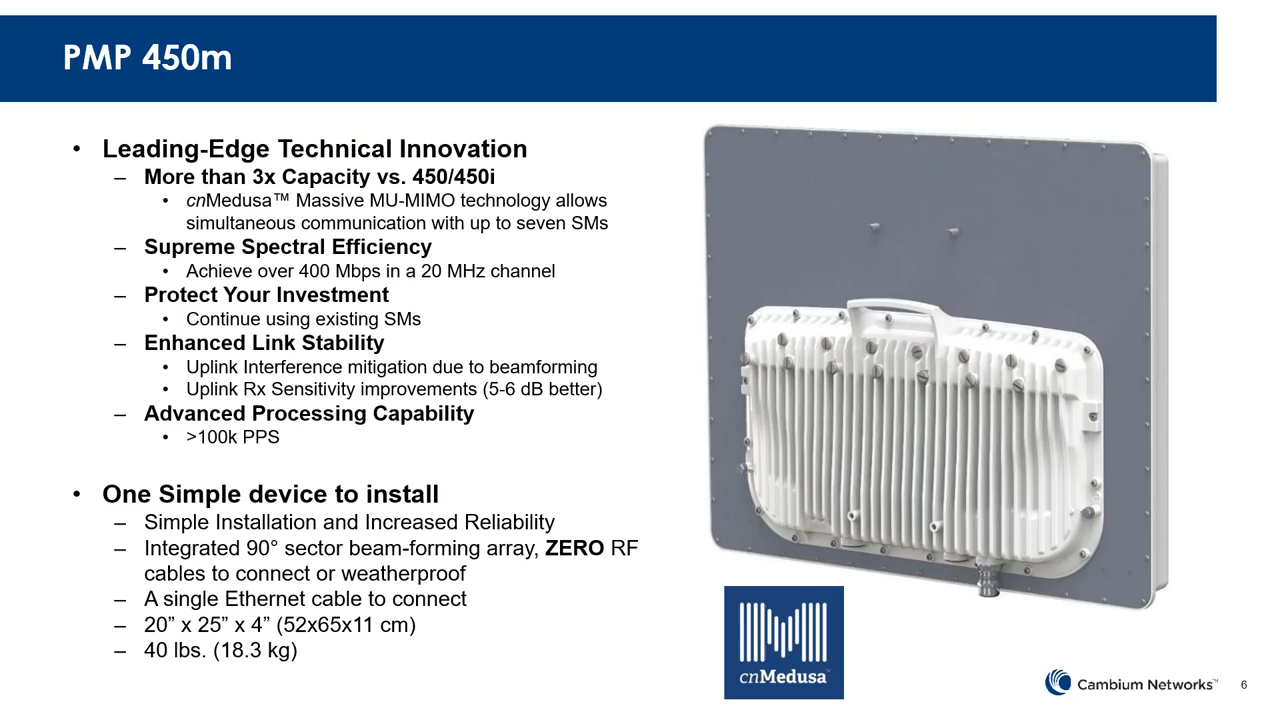 PMP 450m
• Leading-Edge Technical Innovation
– More than 3x Capacity vs. 450/450i
• cnMedusa™ Massive MU-MIMO technology allows
simultaneous communication with up to seven SMs
– Supreme Spectral Efficiency
• Achieve over 400 Mbps in a 20 MHz channel
– Protect Your Investment
• Continue using existing SMs
– Enhanced Link Stability
• Uplink Interference mitigation due to beamforming
• Uplink Rx Sensitivity improvements (5-6 dB better)
– Advanced Processing Capability
• >100k PPS
• One Simple device to install
– Simple Installation and Increased Reliability
– Integrated 90° sector beam-forming array, ZERO RF
cables to connect or weatherproof
– A single Ethernet cable to connect
– 20” x 25” x 4” (52x65x11 cm)
– 40 lbs. (18.3 kg)
cnMedusa™
Cambium Networks™
6